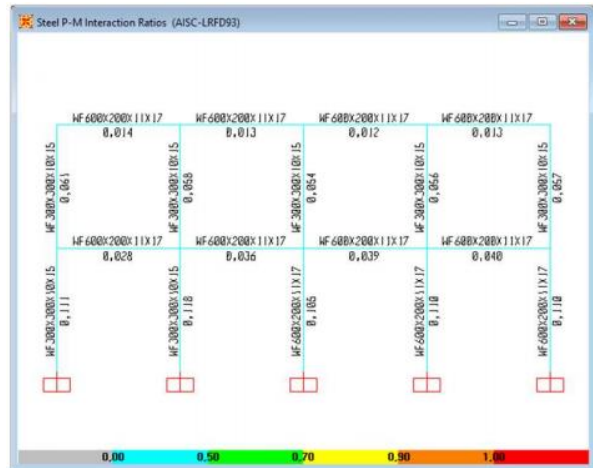 Steel P-M Interaction Ratios (AISC-LRFD93)
WF600X200X11X17 WF600X200X11X17 WF600X200X11X17 WF600X200X11X17
0,014 0,013 0,012 0,013
WF300X300X10X15 WF300X300X10X15 WF300X300X10X15 WF300X300X10X15 WF300X300X10X15
0,061 0,058 0,054 0,056 0,057
WF600X200X11X17 WF600X200X11X17 WF600X200X11X17 WF600X200X11X17
0,028 0,036 0,039 0,040
WF300X300X10X15 WF300X300X10X15 WF600X200X11X17 WF600X200X11X17 WF600X200X11X17
0,111 0,118 0,105 0,110 0,110
0,00 0,50 0,70 0,90 1,00